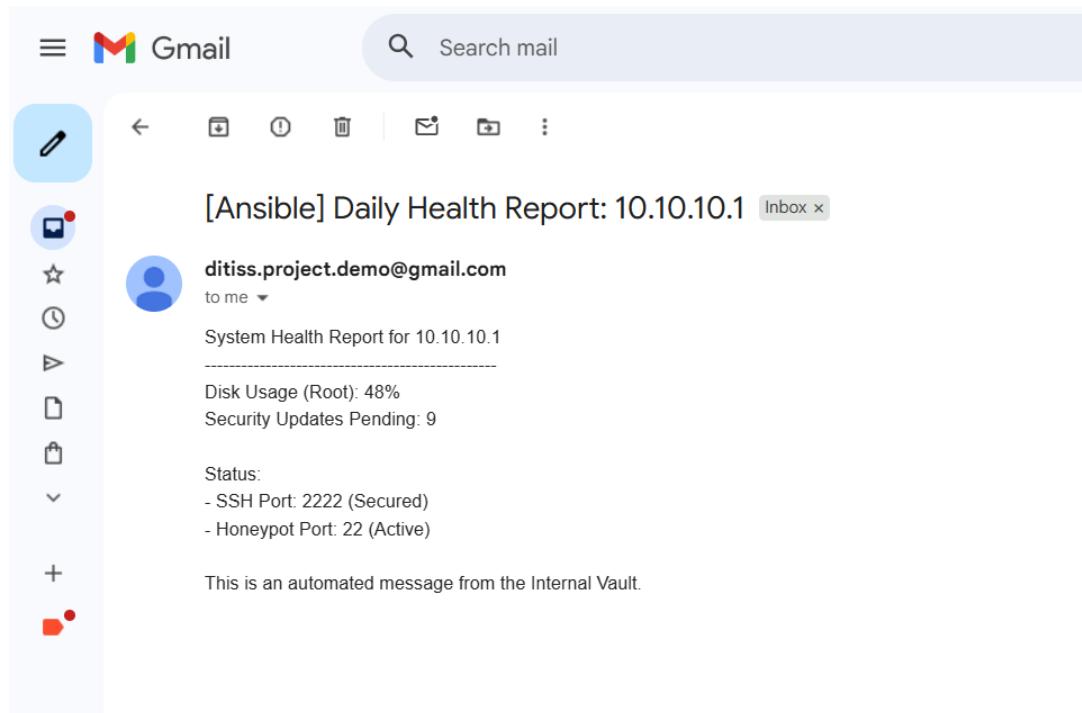 Gmail
Search mail
[Ansible] Daily Health Report: 10.10.10.1 Inbox ×
ditiss.project.demo@gmail.com
to me
System Health Report for 10.10.10.1
------------------------------------------------
Disk Usage (Root): 48%
Security Updates Pending: 9
Status:
- SSH Port: 2222 (Secured)
- Honeypot Port: 22 (Active)
This is an automated message from the Internal Vault.